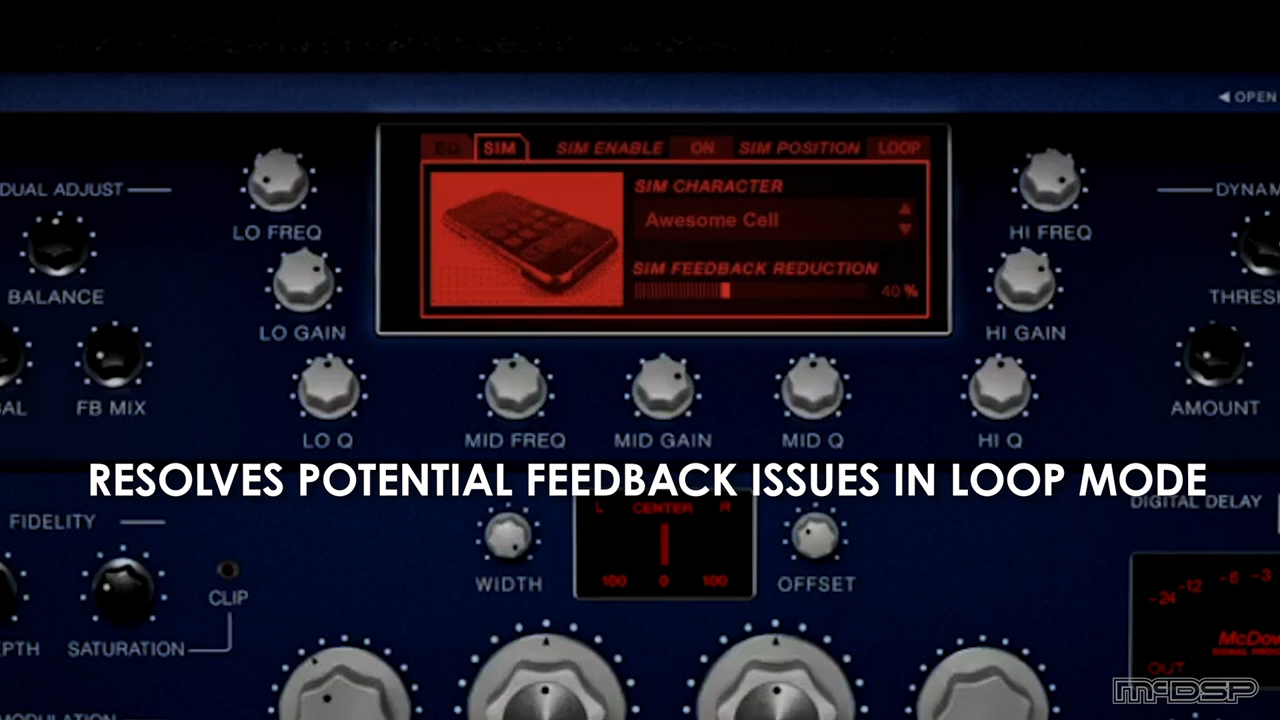 ◀ OPEN
EQ SIM SIM ENABLE ON SIM POSITION LOOP
DUAL ADJUST
SIM CHARACTER
Awesome Cell
LO FREQ
HI FREQ
SIM FEEDBACK REDUCTION
40 %
BALANCE
LO GAIN
HI GAIN
FB MIX
AMOUNT
LO Q
MID FREQ
MID GAIN
MID Q
HI Q
RESOLVES POTENTIAL FEEDBACK ISSUES IN LOOP MODE
DIGITAL DELAY
L CENTER R
FIDELITY
WIDTH
100 0 100
OFFSET
CLIP
-24 -12 -6 -3
SATURATION
OUT
McDSP